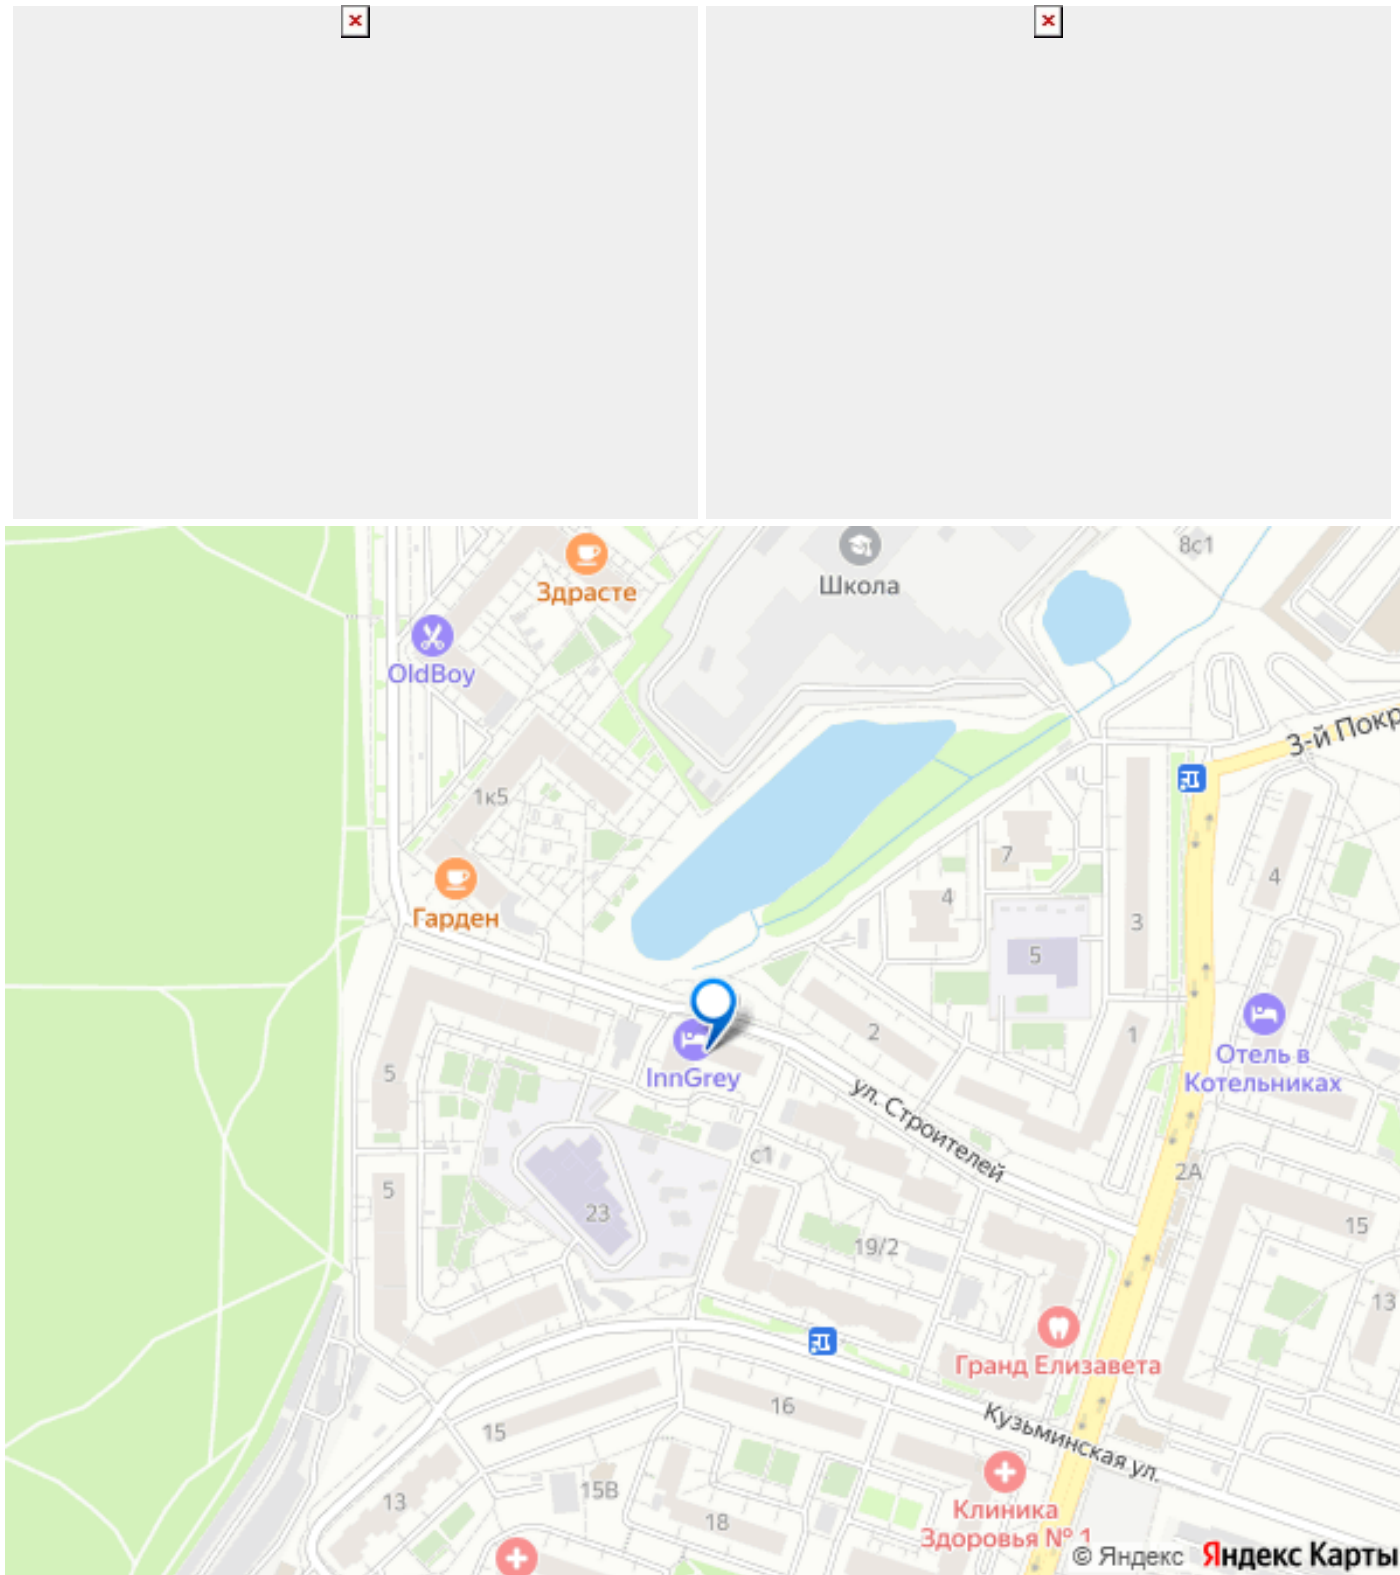 8с1
Здрасте
Школа
OldBoy
3-й Покр
1к5
7
4
4
Гарден
3
5
2
1
Отель в
Котельниках
5
InnGrey
ул. Строителей
с1
2А
5
23
15
19/2
13
Гранд Елизавета
16
Кузьминская ул.
15
15В
13
Клиника
Здоровья № 1
18
© Яндекс Яндекс Карты